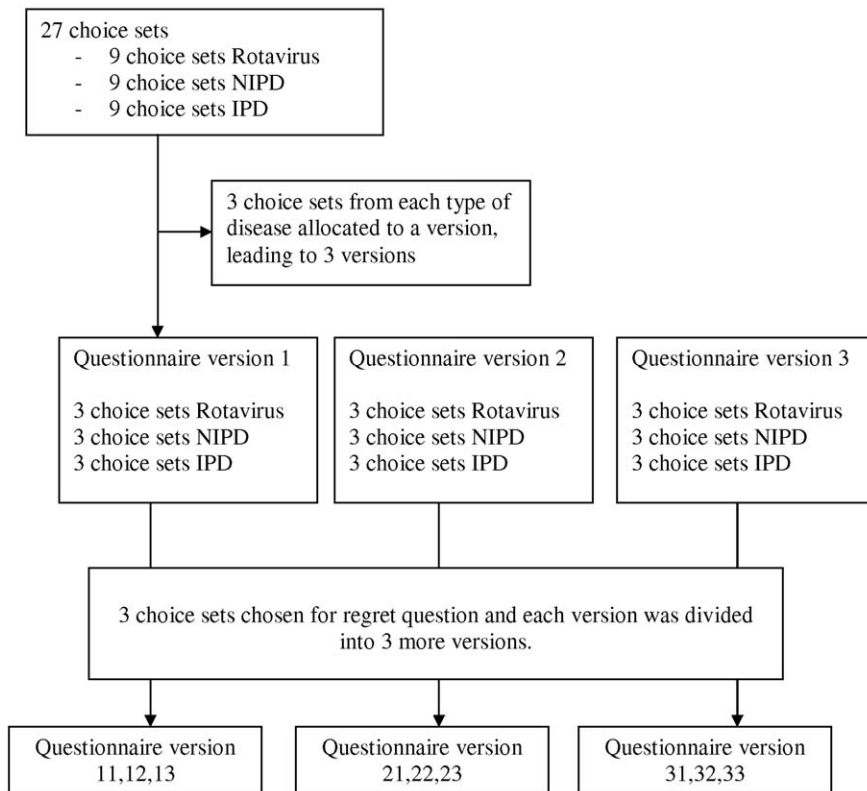 27 choice sets
- 9 choice sets Rotavirus
- 9 choice sets NIPD
- 9 choice sets IPD
3 choice sets from each type of
disease allocated to a version,
leading to 3 versions
Questionnaire version 1
3 choice sets Rotavirus
3 choice sets NIPD
3 choice sets IPD
Questionnaire version 2
3 choice sets Rotavirus
3 choice sets NIPD
3 choice sets IPD
Questionnaire version 3
3 choice sets Rotavirus
3 choice sets NIPD
3 choice sets IPD
3 choice sets chosen for regret question and each version was divided
into 3 more versions.
Questionnaire version
11,12,13
Questionnaire version
21,22,23
Questionnaire version
31,32,33